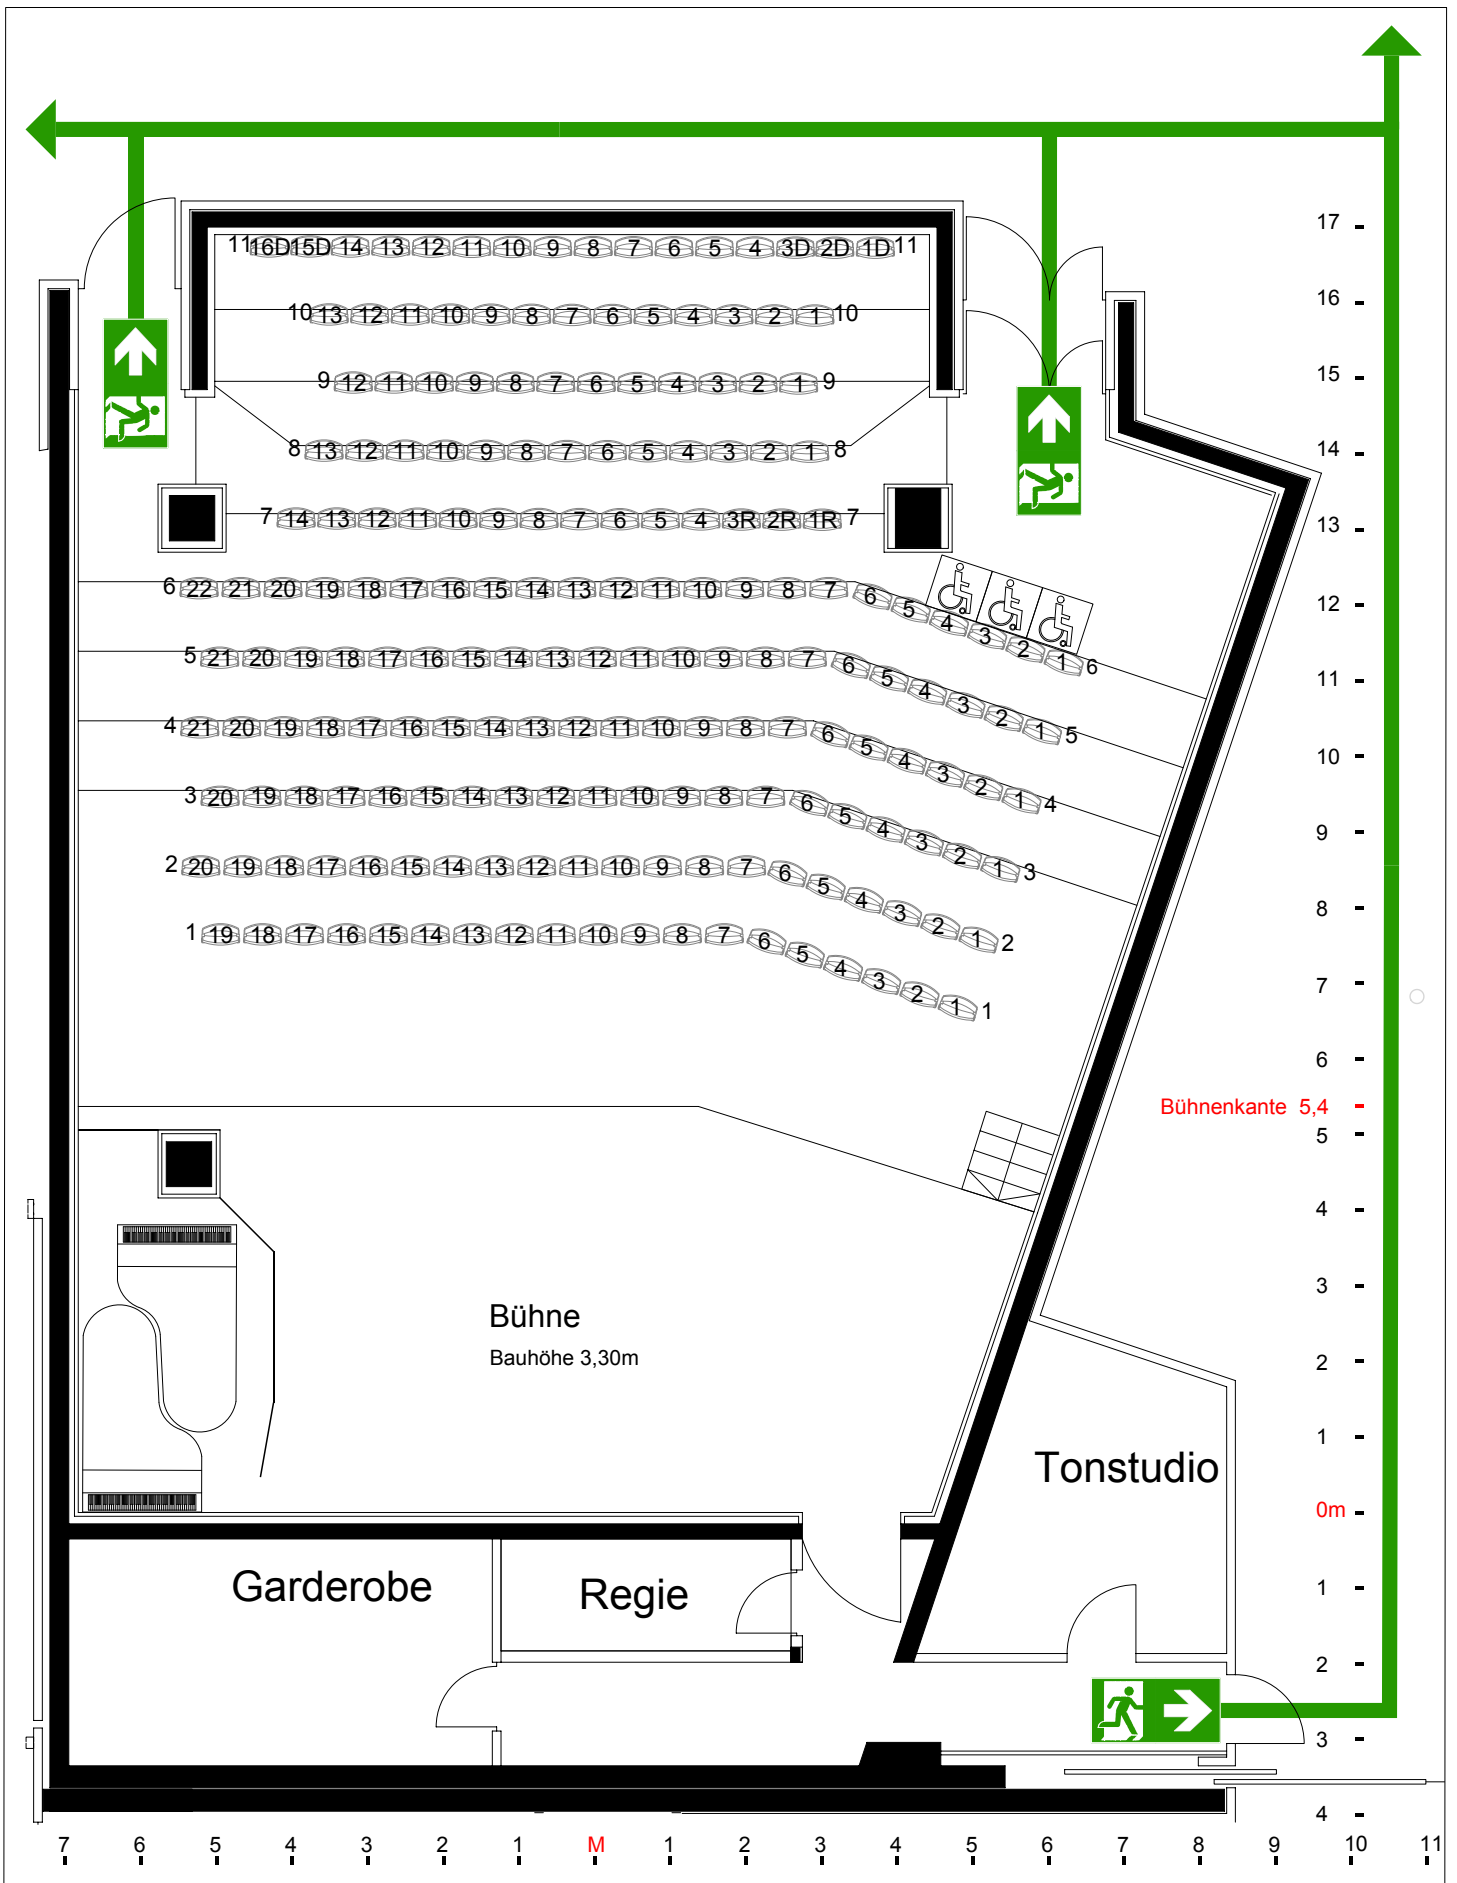 17
11 16D 15D 14 13 12 11 10 9 8 7 6 5 4 3D 2D 1D 11
16
10 13 12 11 10 9 8 7 6 5 4 3 2 1 10
15
9 12 11 10 9 8 7 6 5 4 3 2 1 9
14
8 13 12 11 10 9 8 7 6 5 4 3 2 1 8
13
7 14 13 12 11 10 9 8 7 6 5 4 3R 2R 1R 7
12
6 22 21 20 19 18 17 16 15 14 13 12 11 10 9 8 7 6 5 4 3 2 1 6
11
5 21 20 19 18 17 16 15 14 13 12 11 10 9 8 7 6 5 4 3 2 1 5
10
4 21 20 19 18 17 16 15 14 13 12 11 10 9 8 7 6 5 4 3 2 1 4
9
3 20 19 18 17 16 15 14 13 12 11 10 9 8 7 6 5 4 3 2 1 3
8
2 20 19 18 17 16 15 14 13 12 11 10 9 8 7 6 5 4 3 2 1 2
7
1 19 18 17 16 15 14 13 12 11 10 9 8 7 6 5 4 3 2 1 1
6
Bühnenkante 5,4
5
4
3
Bühne
Bauhöhe 3,30m
2
1
Tonstudio
0m
Garderobe
Regie
1
2
3
4
7 6 5 4 3 2 1 M 1 2 3 4 5 6 7 8 9 10 11